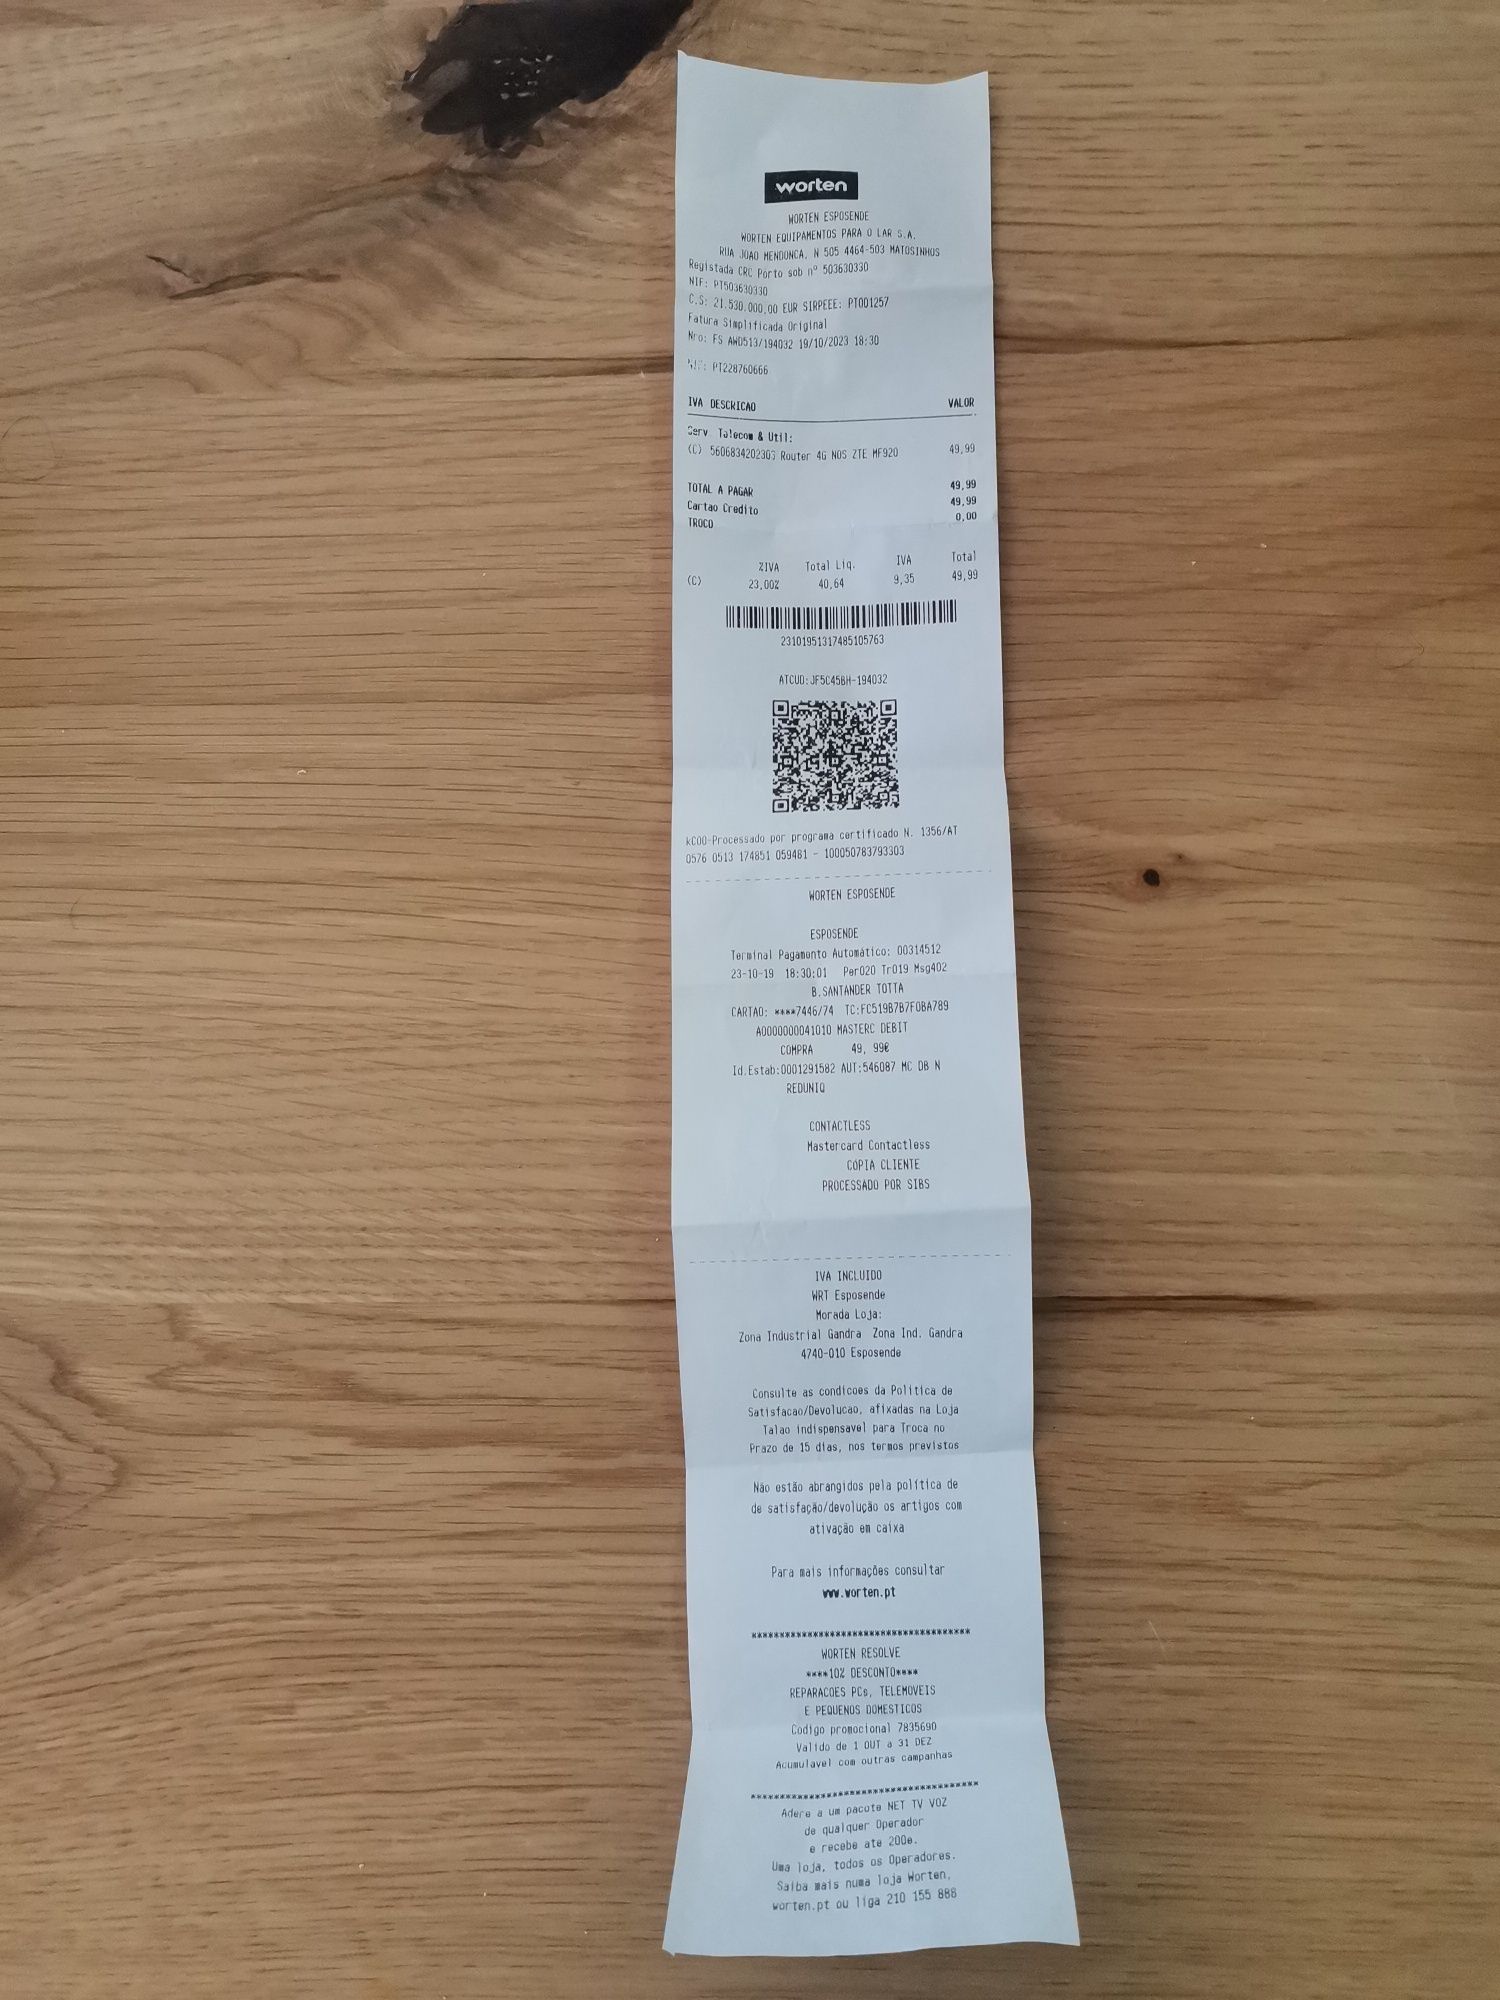 worten
WORTEN ESPOSENDE
WORTEN EQUIPAMENTOS PARA O LAR S.A.
RUA JOAO MENDONCA, N 505 4464-503 MATOSINHOS
Registada CRC Porto sob nº 503630330
NIF: PT503630330
C.S: 21.530.000,00 EUR SIRPEEE: PT001257
Fatura Simplificada Original
Nro: FS AWD513/194032 19/10/2023 18:30
NIF: PT228760666
IVA DESCRICAO VALOR
Serv Telecom & Util:
(C) 5606834202303 Router 4G NOS ZTE MF920 49,99
TOTAL A PAGAR 49,99
Cartao Credito 49,99
TROCO 0,00
%IVA Total Liq. IVA Total
(C) 23,00% 40,64 9,35 49,99
23101951317485105763
ATCUD:JF5C45BH-194032
kC00-Processado por programa certificado N. 1356/AT
0576 0513 174851 059481 - 100050783793303
WORTEN ESPOSENDE
ESPOSENDE
Terminal Pagamento Automático: 00314512
23-10-19 18:30:01 Per020 Tr019 Msg402
B.SANTANDER TOTTA
CARTAO: ****7446/74 TC:FC519B7B7F0BA789
A0000000041010 MASTERC DEBIT
COMPRA 49, 99€
Id.Estab:0001291582 AUT:546087 MC DB N
REDUNIQ
CONTACTLESS
Mastercard Contactless
CÓPIA CLIENTE
PROCESSADO POR SIBS
IVA INCLUIDO
WRT Esposende
Morada Loja:
Zona Industrial Gandra Zona Ind. Gandra
4740-010 Esposende
Consulte as condicoes da Politica de
Satisfacao/Devolucao, afixadas na Loja
Talao indispensavel para Troca no
Prazo de 15 dias, nos termos previstos
Não estão abrangidos pela política de
de satisfação/devolução os artigos com
ativação em caixa
Para mais informações consultar
www.worten.pt
***************************************
WORTEN RESOLVE
****10% DESCONTO****
REPARACOES PCs, TELEMOVEIS
E PEQUENOS DOMESTICOS
Codigo promocional 7835690
Valido de 1 OUT a 31 DEZ
Acumulavel com outras campanhas
***************************************
Adere a um pacote NET TV VOZ
de qualquer Operador
e recebe ate 200e.
Uma loja, todos os Operadores.
Saiba mais numa loja Worten,
worten.pt ou liga 210 155 888